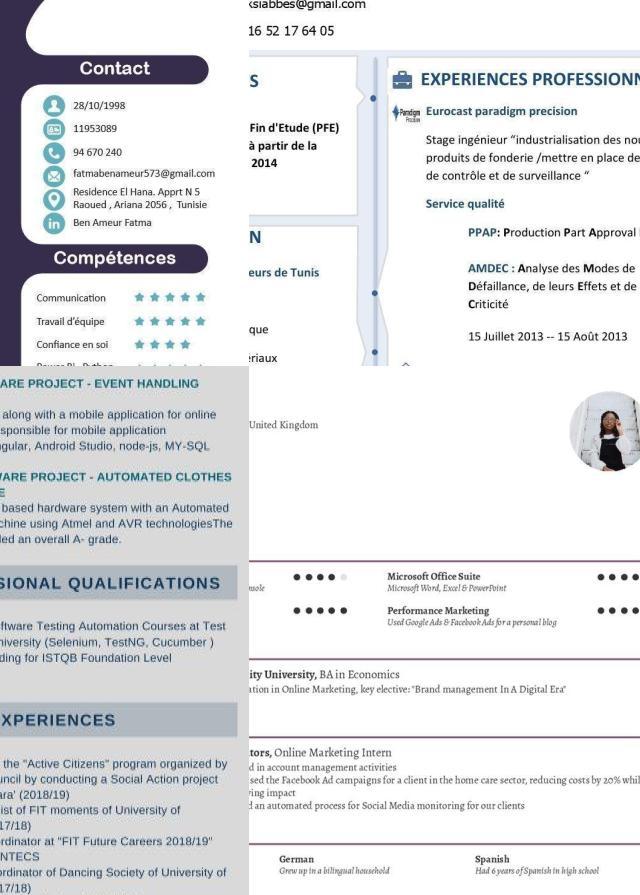 Contact
28/10/1998
11953089
94 670 240
fatmabenameur573@gmail.com
Residence El Hana. Apprt N 5
Raoued , Ariana 2056 , Tunisie
Ben Ameur Fatma
Compétences
Communication
Travail d'équipe
Confiance en soi
ksiabbes@gmail.com
16 52 17 64 05
S
Fin d'Etude (PFE)
à partir de la
2014
N
eurs de Tunis
que
ériaux
EXPERIENCES PROFESSIONN
Paradigm
Precision
Eurocast paradigm precision
Stage ingénieur "industrialisation des nou
produits de fonderie /mettre en place de
de contrôle et de surveillance "
Service qualité
PPAP: Production Part Approval
AMDEC : Analyse des Modes de
Défaillance, de leurs Effets et de
Criticité
15 Juillet 2013 -- 15 Août 2013
ARE PROJECT - EVENT HANDLING
along with a mobile application for online
sponsible for mobile application
ngular, Android Studio, node-js, MY-SQL
WARE PROJECT - AUTOMATED CLOTHES
E
based hardware system with an Automated
chine using Atmel and AVR technologiesThe
led an overall A- grade.
SIONAL QUALIFICATIONS
oftware Testing Automation Courses at Test
niversity (Selenium, TestNG, Cucumber )
ding for ISTQB Foundation Level
XPERIENCES
the "Active Citizens" program organized by
uncil by conducting a Social Action project
ara' (2018/19)
ist of FIT moments of University of
17/18)
rdinator at "FIT Future Careers 2018/19"
NTECS
ordinator of Dancing Society of University of
17/18)
United Kingdom
nsole
Microsoft Office Suite
Microsoft Word, Excel & PowerPoint
Performance Marketing
Used Google Ads & Facebook Ads for a personal blog
ity University, BA in Economics
ation in Online Marketing, key elective: "Brand management In A Digital Era"
tors, Online Marketing Intern
d in account management activities
sed the Facebook Ad campaigns for a client in the home care sector, reducing costs by 20% whil
ving impact
d an automated process for Social Media monitoring for our clients
German
Grew up in a bilingual household
Spanish
Had 6 years of Spanish in high school